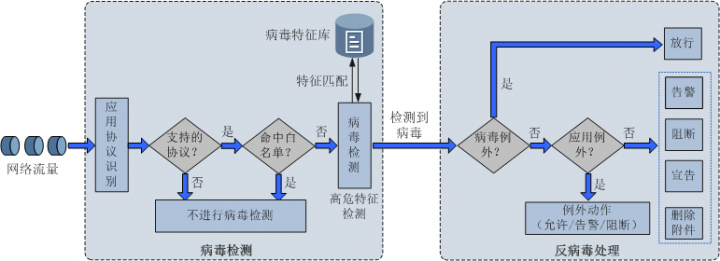 病毒特征库
特征匹配
网络流量
应用协议识别
支持的
协议？
是
命中白
名单？
否
病毒检测
高危特征
检测
否
是
不进行病毒检测
病毒检测
检测到
病毒
病毒例
外？
是
放行
否
应用例
外？
否
是
例外动作
（允许/告警/阻断）
告警
阻断
宣告
删除
附件
反病毒处理